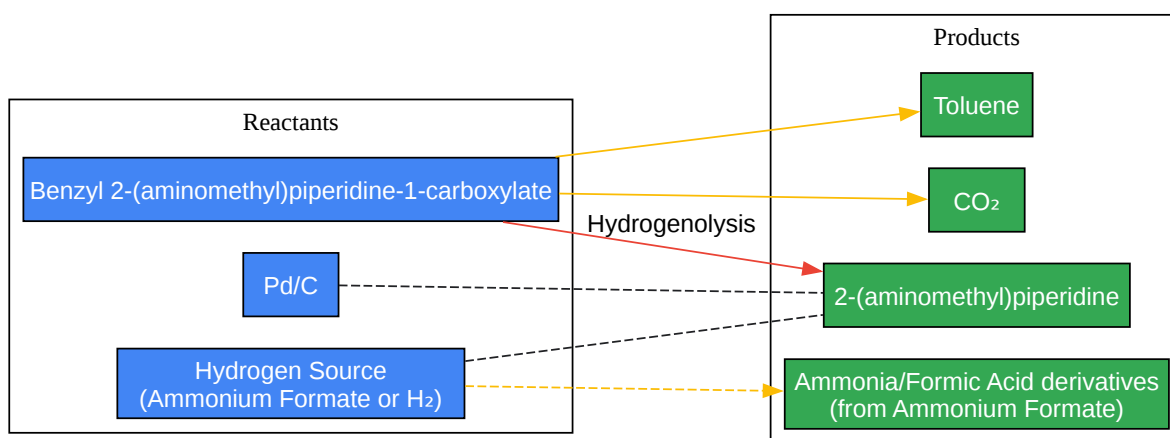 Reactants
Benzyl 2-(aminomethyl)piperidine-1-carboxylate
Pd/C
Hydrogen Source
(Ammonium Formate or H₂)
Hydrogenolysis
Products
Toluene
CO₂
2-(aminomethyl)piperidine
Ammonia/Formic Acid derivatives
(from Ammonium Formate)